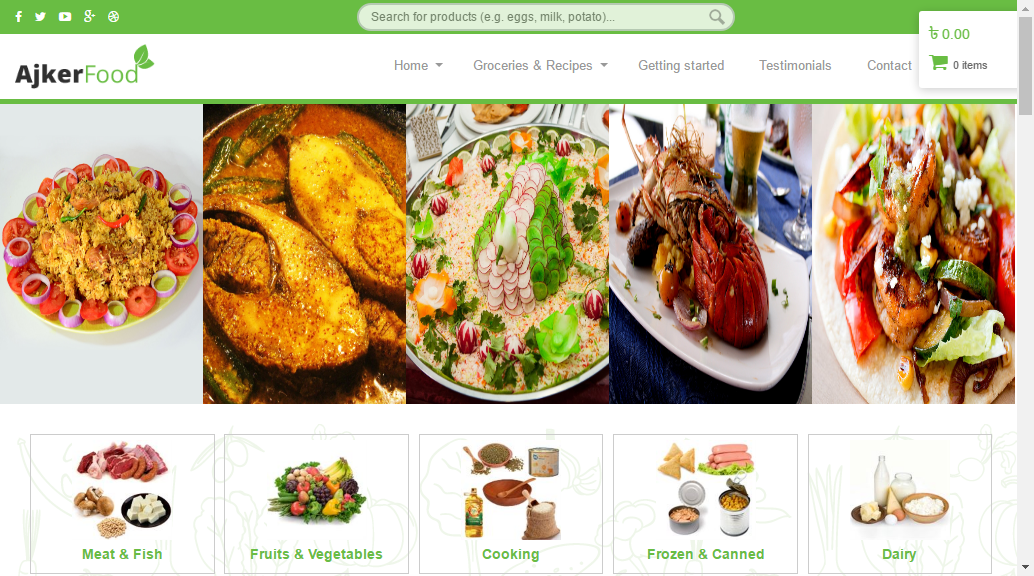 Search for products (e.g. eggs, milk, potato)...
৳ 0.00
0 items
AjkerFood
Home
Groceries & Recipes
Getting started
Testimonials
Contact
Meat & Fish
Fruits & Vegetables
Cooking
Frozen & Canned
Dairy